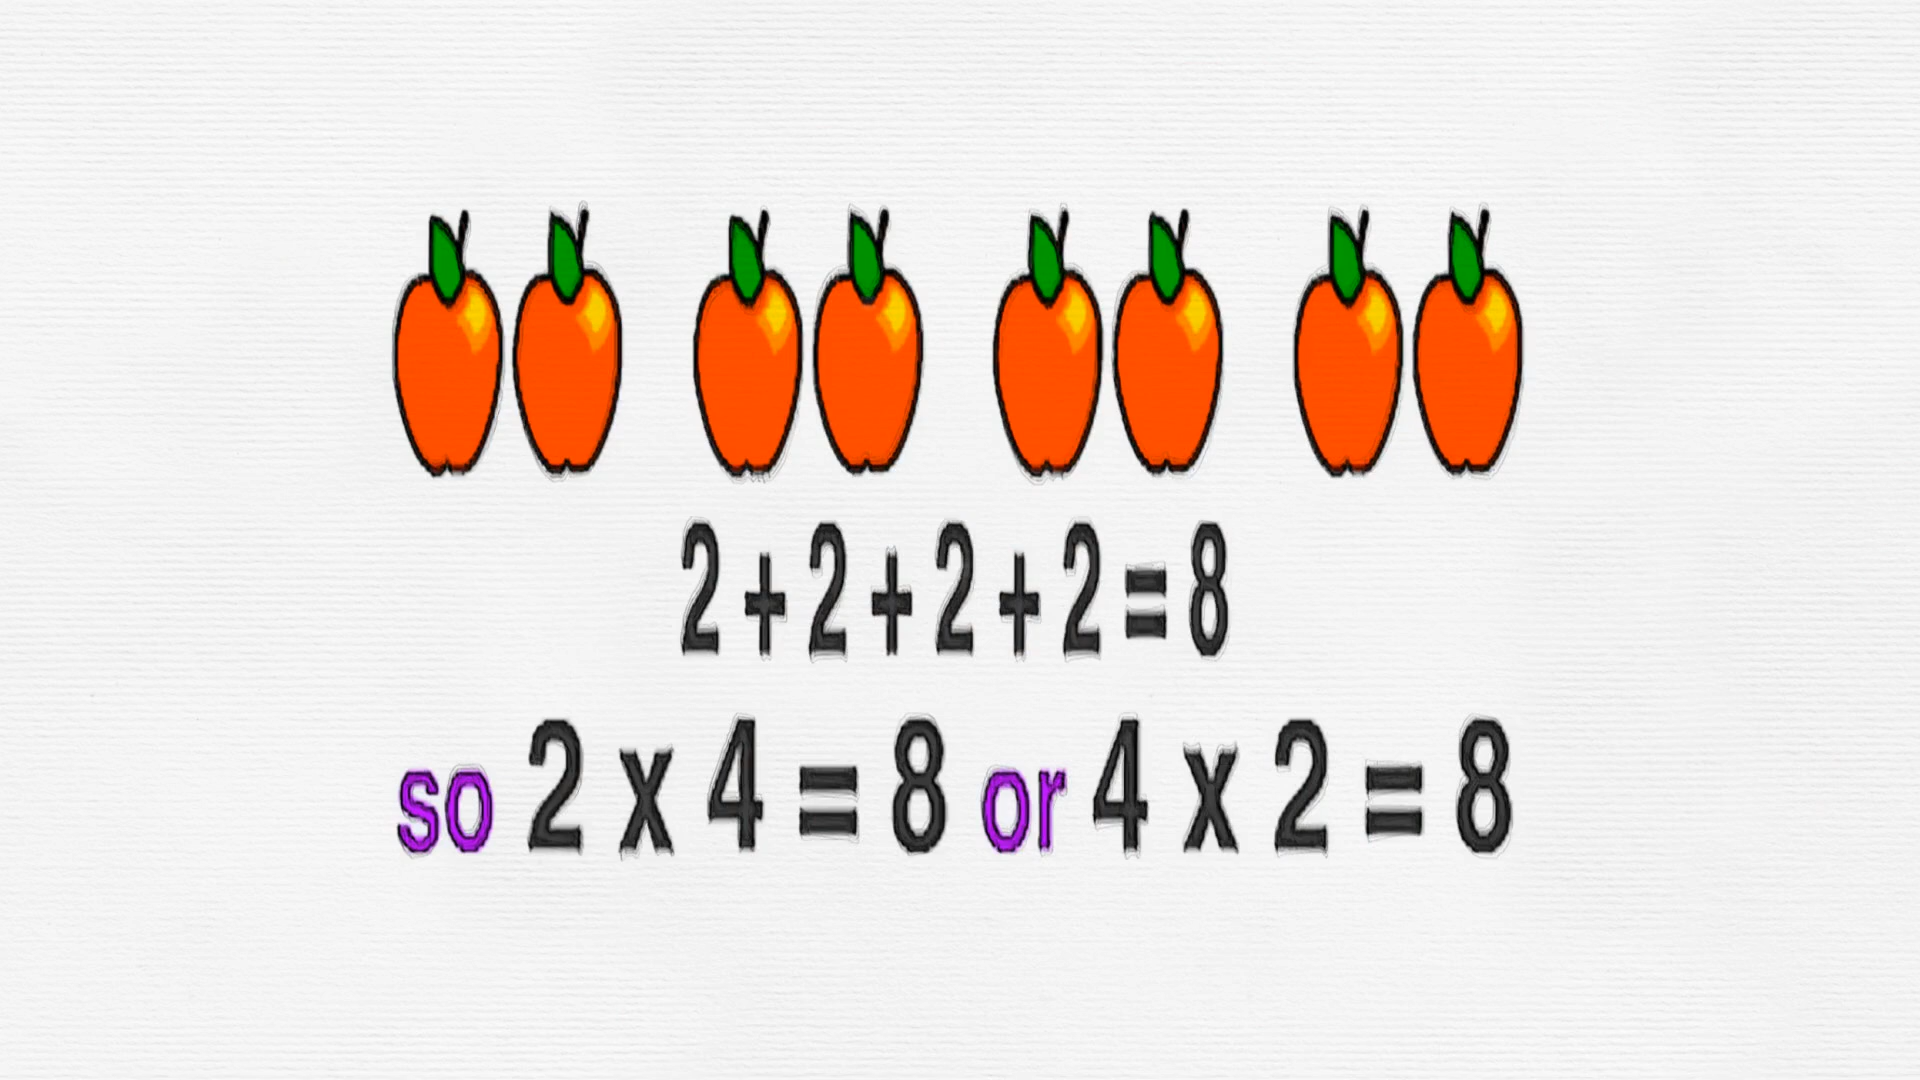 2+2+2+2=8
so 2 x 4 = 8 or 4 x 2 = 8